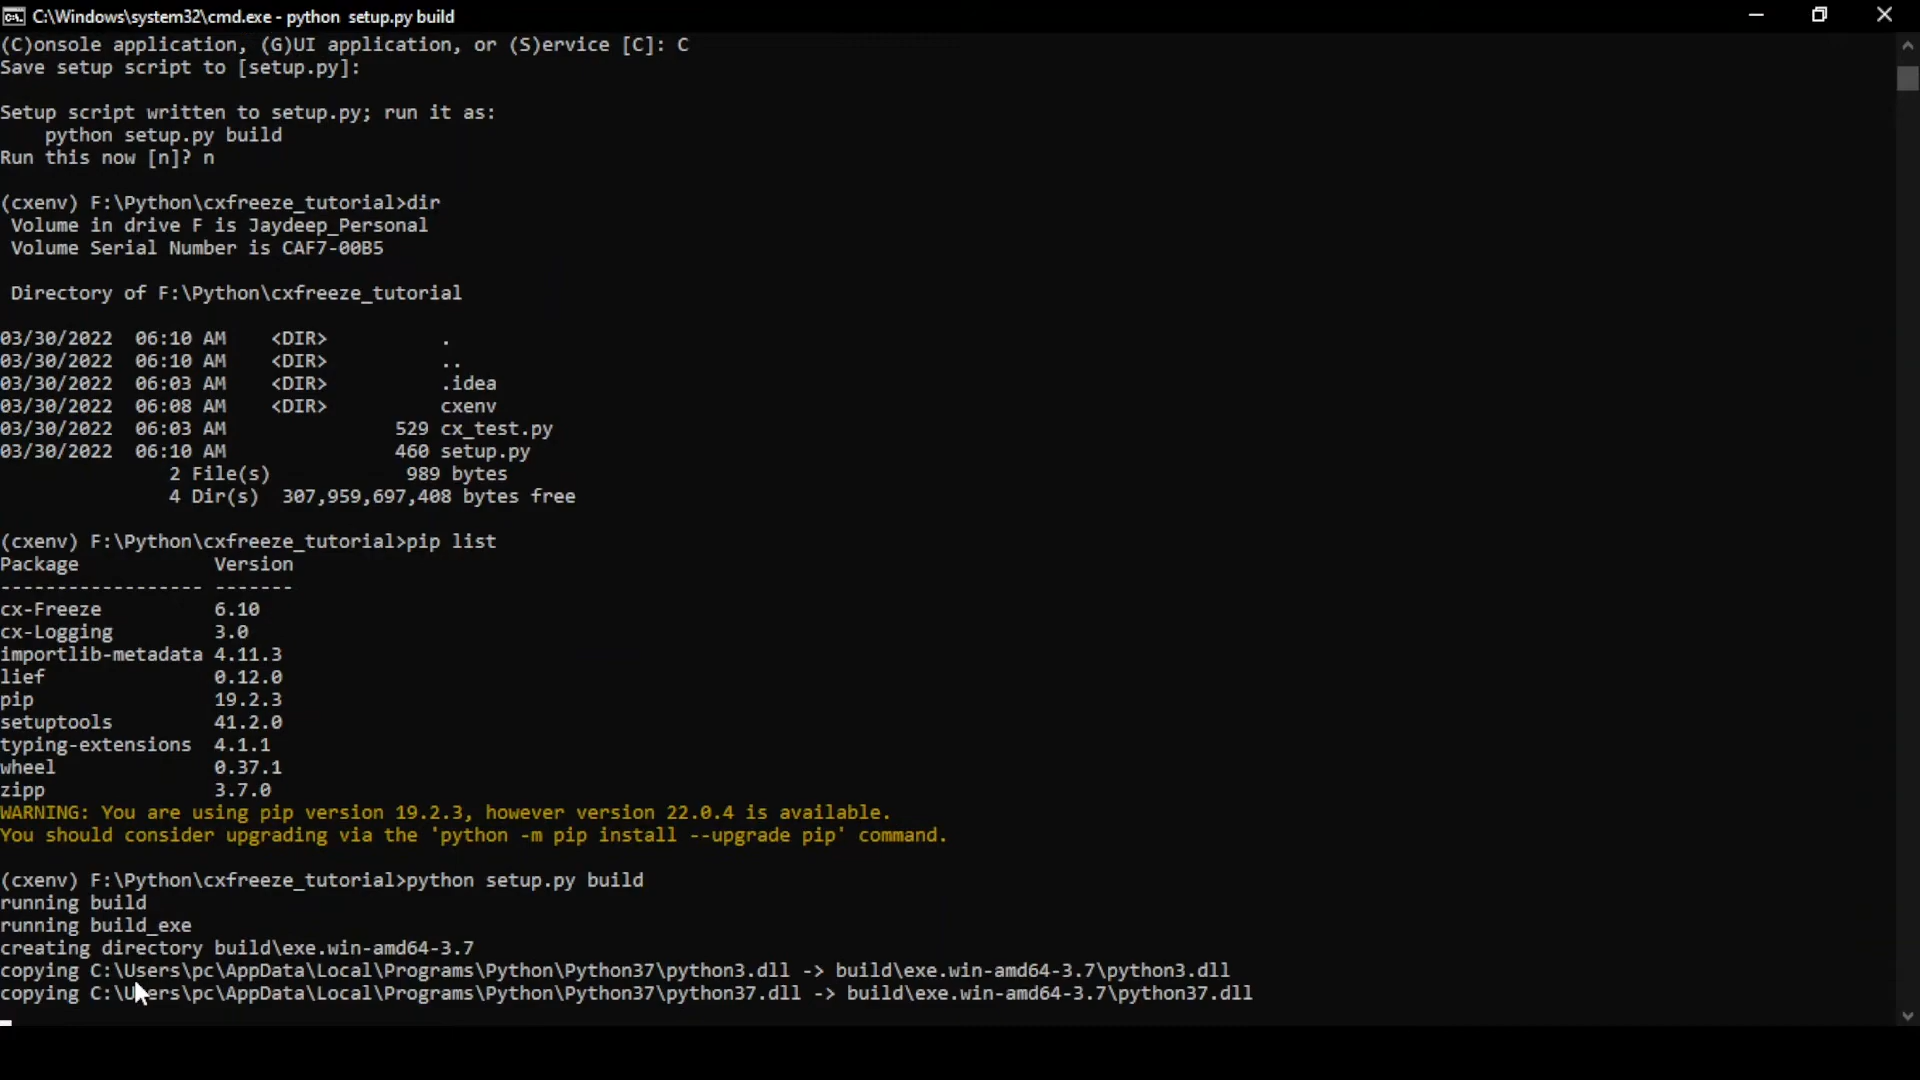 C:\Windows\system32\cmd.exe - python  setup.py build
(C)onsole application, (G)UI application, or (S)ervice [C]: C
Save setup script to [setup.py]:
Setup script written to setup.py; run it as:
    python setup.py build
Run this now [n]? n
(cxenv) F:\Python\cxfreeze_tutorial>dir
 Volume in drive F is Jaydeep_Personal
 Volume Serial Number is CAF7-00B5
 Directory of F:\Python\cxfreeze_tutorial
03/30/2022  06:10 AM    <DIR>          .
03/30/2022  06:10 AM    <DIR>          ..
03/30/2022  06:03 AM    <DIR>          .idea
03/30/2022  06:08 AM    <DIR>          cxenv
03/30/2022  06:03 AM               529 cx_test.py
03/30/2022  06:10 AM               460 setup.py
               2 File(s)            989 bytes
               4 Dir(s)  307,959,697,408 bytes free
(cxenv) F:\Python\cxfreeze_tutorial>pip list
Package            Version
------------------ -------
cx-Freeze          6.10
cx-Logging         3.0
importlib-metadata 4.11.3
lief               0.12.0
pip                19.2.3
setuptools         41.2.0
typing-extensions  4.1.1
wheel              0.37.1
zipp               3.7.0
WARNING: You are using pip version 19.2.3, however version 22.0.4 is available.
You should consider upgrading via the 'python -m pip install --upgrade pip' command.
(cxenv) F:\Python\cxfreeze_tutorial>python setup.py build
running build
running build_exe
creating directory build\exe.win-amd64-3.7
copying C:\Users\pc\AppData\Local\Programs\Python\Python37\python3.dll -> build\exe.win-amd64-3.7\python3.dll
copying C:\Users\pc\AppData\Local\Programs\Python\Python37\python37.dll -> build\exe.win-amd64-3.7\python37.dll